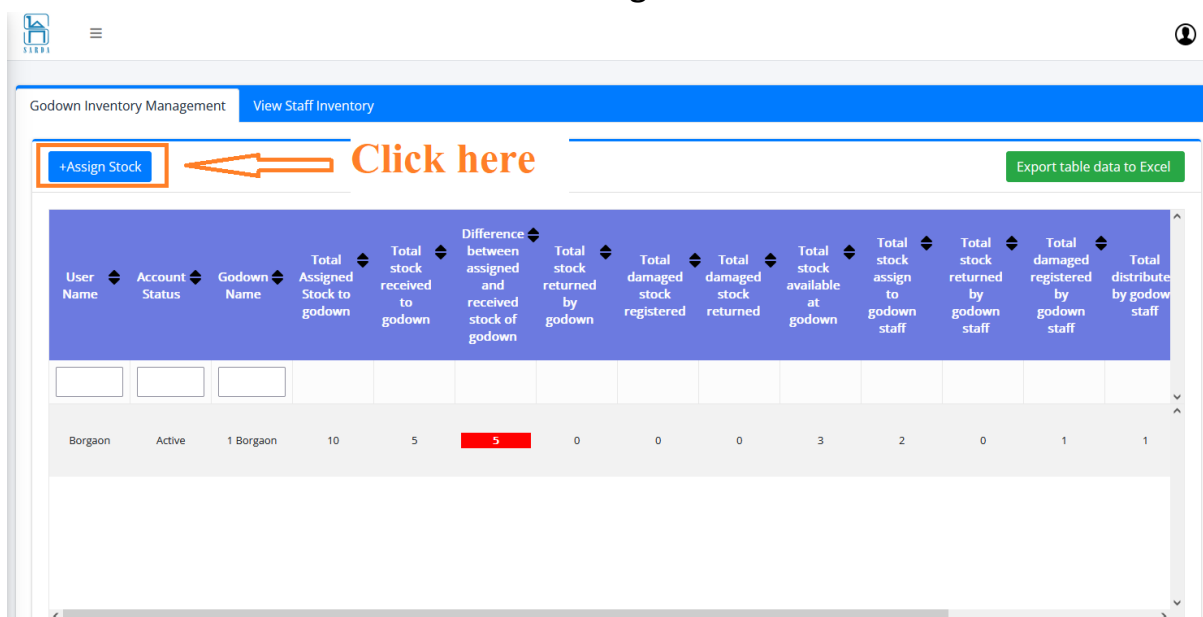 g
SSRDA
Godown Inventory Management View Staff Inventory
+Assign Stock Click here Export table data to Excel
User Name
Account Status
Godown Name
Total Assigned Stock to godown
Total stock received to godown
Difference between assigned and received stock of godown
Total stock returned by godown
Total damaged stock registered
Total damaged stock returned
Total stock available at godown
Total stock assign to godown staff
Total stock returned by godown staff
Total damaged registered by godown staff
Total distribute by godow staff
Borgaon Active 1 Borgaon 10 5 5 0 0 0 3 2 0 1 1